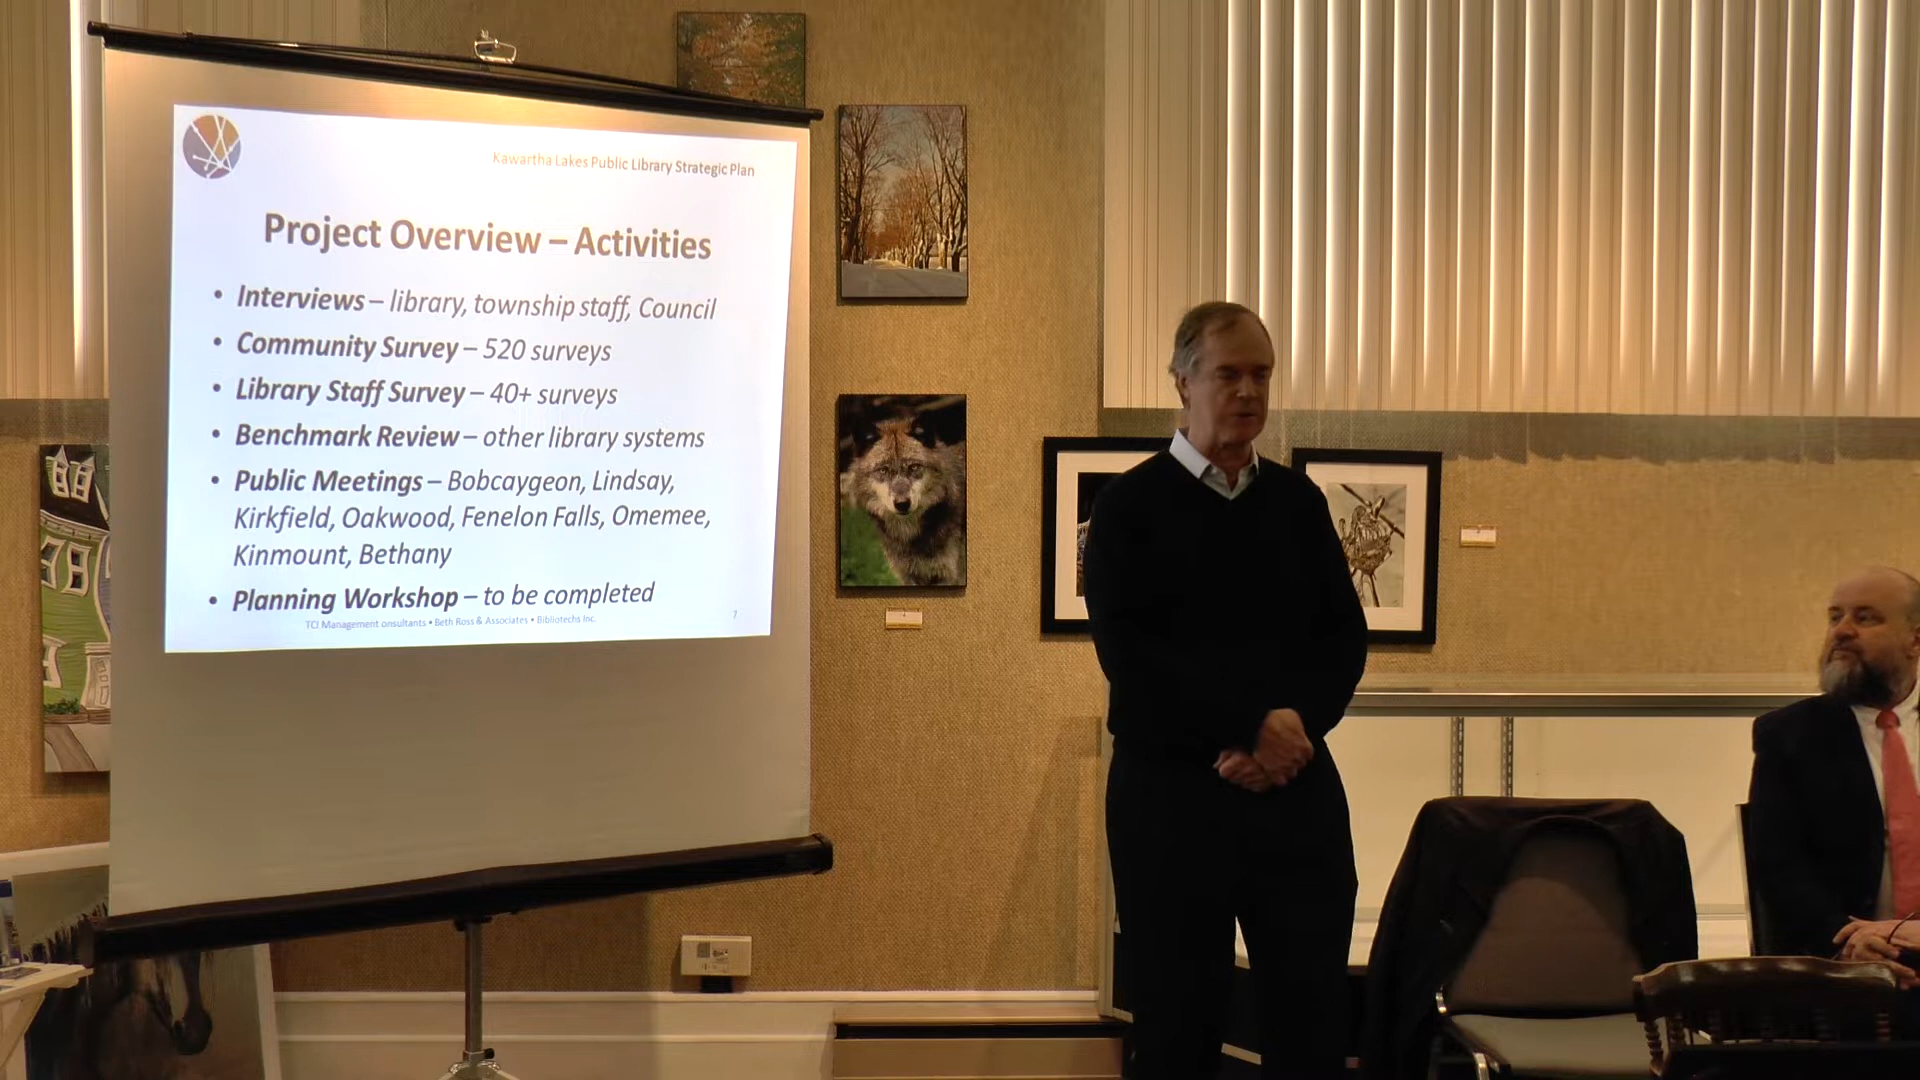 Kawartha Lakes Public Library Strategic Plan
Project Overview – Activities
• Interviews – library, township staff, Council
• Community Survey – 520 surveys
• Library Staff Survey – 40+ surveys
• Benchmark Review – other library systems
• Public Meetings – Bobcaygeon, Lindsay,
Kirkfield, Oakwood, Fenelon Falls, Omemee,
Kinmount, Bethany
• Planning Workshop – to be completed
TCI Management onsultants • Beth Ross & Associates • Bibliotechs Inc.
7